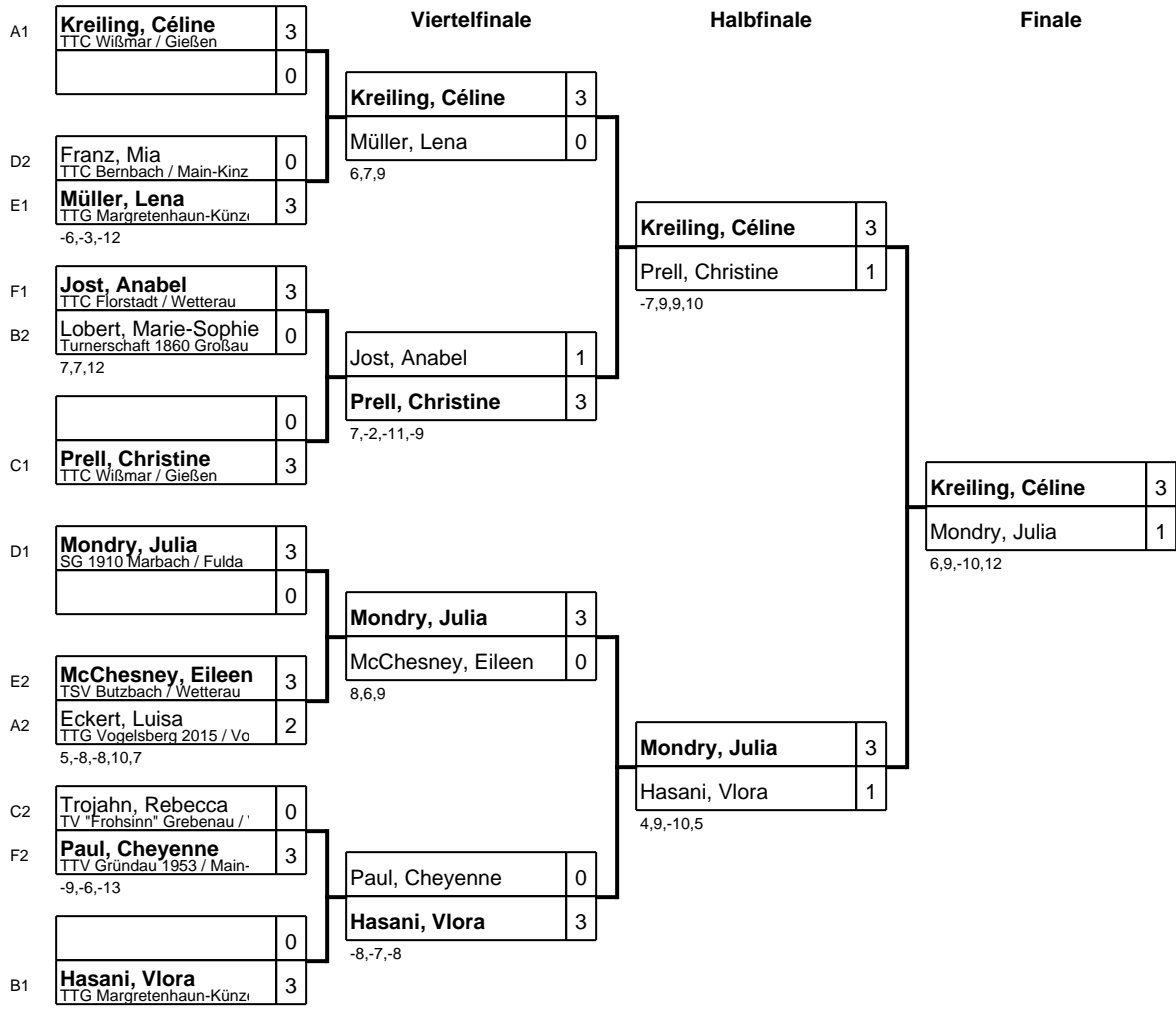 Viertelfinale
Halbfinale
Finale
A1
Kreiling, Céline
3
TTC Wißmar / Gießen
0
D2
Franz, Mia
0
TTC Bernbach / Main-Kinz
E1
Müller, Lena
3
TTG Margretenhaun-Künz
-6,-3,-12
F1
Jost, Anabel
3
TTC Florstadt / Wetterau
B2
Lobert, Marie-Sophie
0
Turnerschaft 1860 Großau
7,7,12
0
C1
Prell, Christine
3
TTC Wißmar / Gießen
D1
Mondry, Julia
3
SG 1910 Marbach / Fulda
0
E2
McChesney, Eileen
3
TSV Butzbach / Wetterau
A2
Eckert, Luisa
2
TTG Vogelsberg 2015 / Vo
5,-8,-8,10,7
C2
Trojahn, Rebecca
0
TV "Frohsinn" Grebenau /
F2
Paul, Cheyenne
3
TTV Gründau 1953 / Main-
-9,-6,-13
0
B1
Hasani, Vlora
3
TTG Margretenhaun-Künz
Kreiling, Céline
3
Müller, Lena
0
6,7,9
Jost, Anabel
1
Prell, Christine
3
7,-2,-11,-9
Mondry, Julia
3
McChesney, Eileen
0
8,6,9
Paul, Cheyenne
0
Hasani, Vlora
3
-8,-7,-8
Kreiling, Céline
3
Prell, Christine
1
-7,9,9,10
Mondry, Julia
3
Hasani, Vlora
1
4,9,-10,5
Kreiling, Céline
3
Mondry, Julia
1
6,9,-10,12